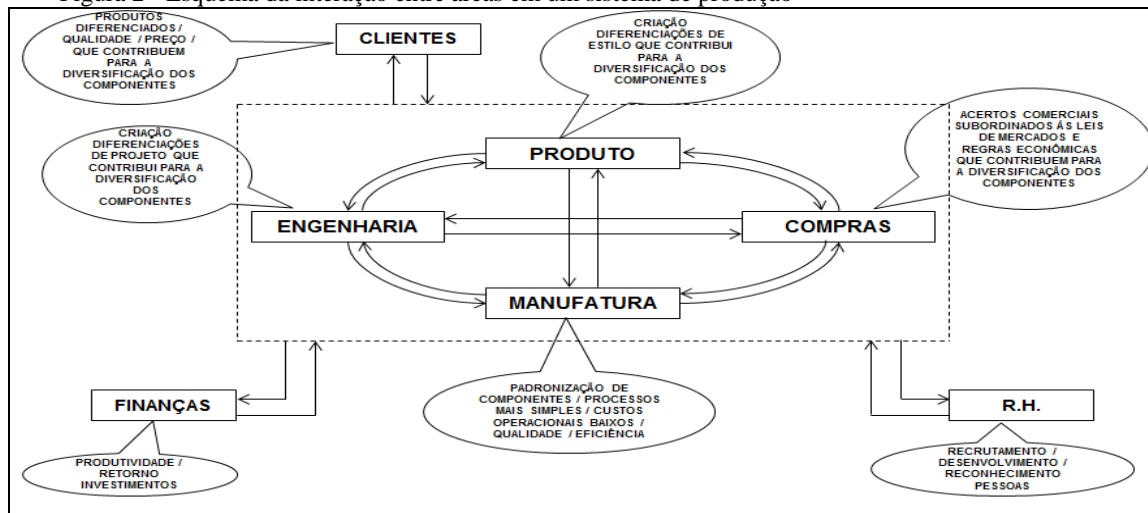 Figura 2 - Esquema da interação entre áreas em um sistema de produção
PRODUTOS
DIFERENCIADOS /
QUALIDADE / PREÇO /
QUE CONTRIBUEM
PARA A
DIVERSIFICAÇÃO DOS
COMPONENTES
CLIENTES
CRIAÇÃO
DIFERENCIAÇÕES DE
ESTILO QUE CONTRIBUI
PARA A
DIVERSIFICAÇÃO DOS
COMPONENTES
CRIAÇÃO
DIFERENCIAÇÕES
DE PROJETO QUE
CONTRIBUI PARA A
DIVERSIFICAÇÃO
DOS
COMPONENTES
ACERTOS COMERCIAIS
SUBORDINADOS ÁS LEIS
DE MERCADOS E
REGRAS ECONÔMICAS
QUE CONTRIBUEM PARA
A DIVERSIFICAÇÃO DOS
COMPONENTES
PRODUTO
ENGENHARIA
COMPRAS
MANUFATURA
FINANÇAS
PADRONIZAÇÃO DE
COMPONENTES / PROCESSOS
MAIS SIMPLES / CUSTOS
OPERACIONAIS BAIXOS /
QUALIDADE / EFICIÊNCIA
R.H.
PRODUTIVIDADE /
RETORNO
INVESTIMENTOS
RECRUTAMENTO /
DESENVOLVIMENTO /
RECONHECIMENTO
PESSOAS